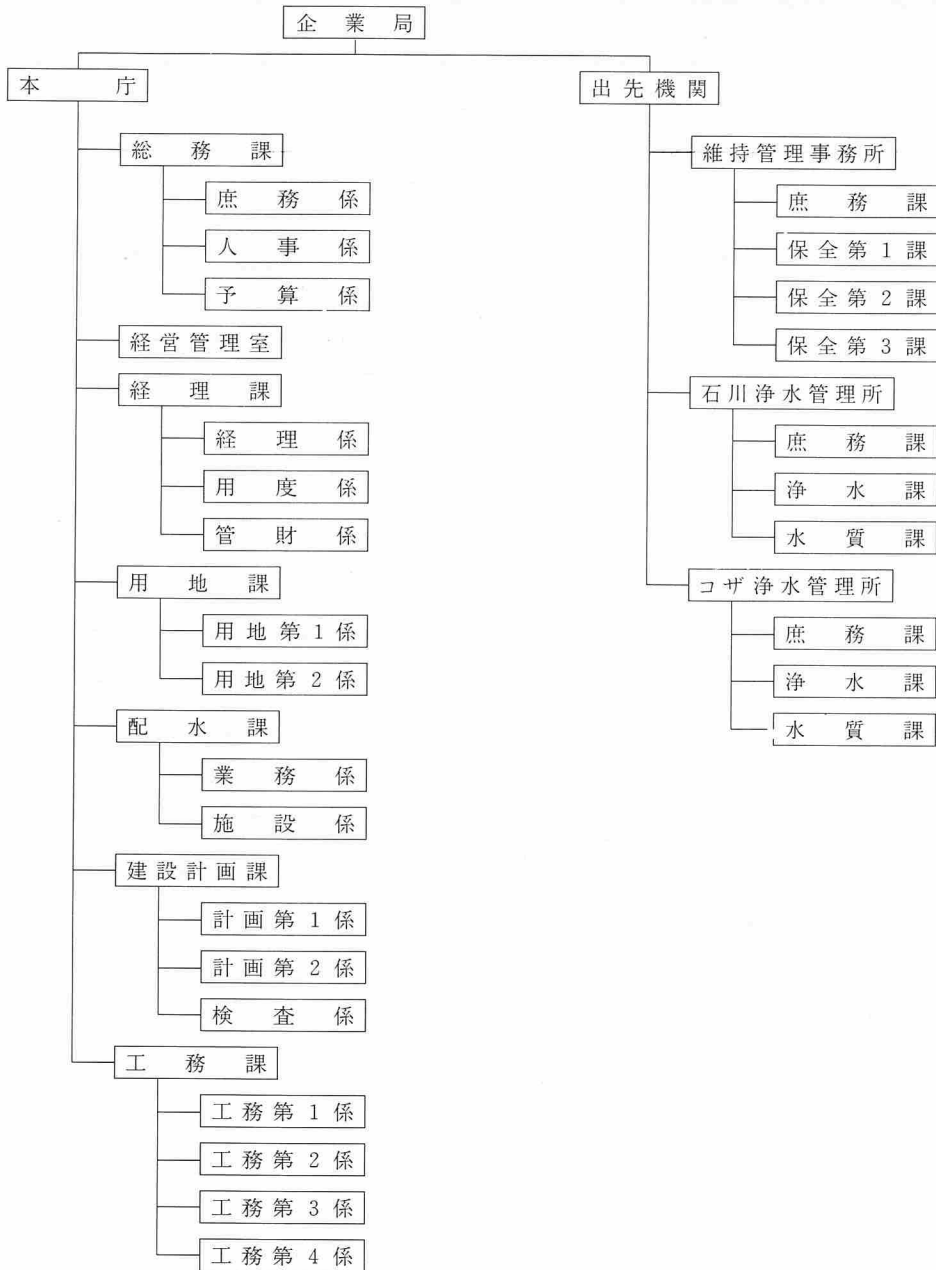 企業局
本庁
総務課
庶務係
人事係
予算係
経営管理室
経理課
経理係
用度係
管財係
用地課
用地第1係
用地第2係
配水課
業務係
施設係
建設計画課
計画第1係
計画第2係
検査係
工務課
工務第1係
工務第2係
工務第3係
工務第4係
出先機関
維持管理事務所
庶務課
保全第1課
保全第2課
保全第3課
石川浄水管理所
庶務課
浄水課
水質課
コザ浄水管理所
庶務課
浄水課
水質課